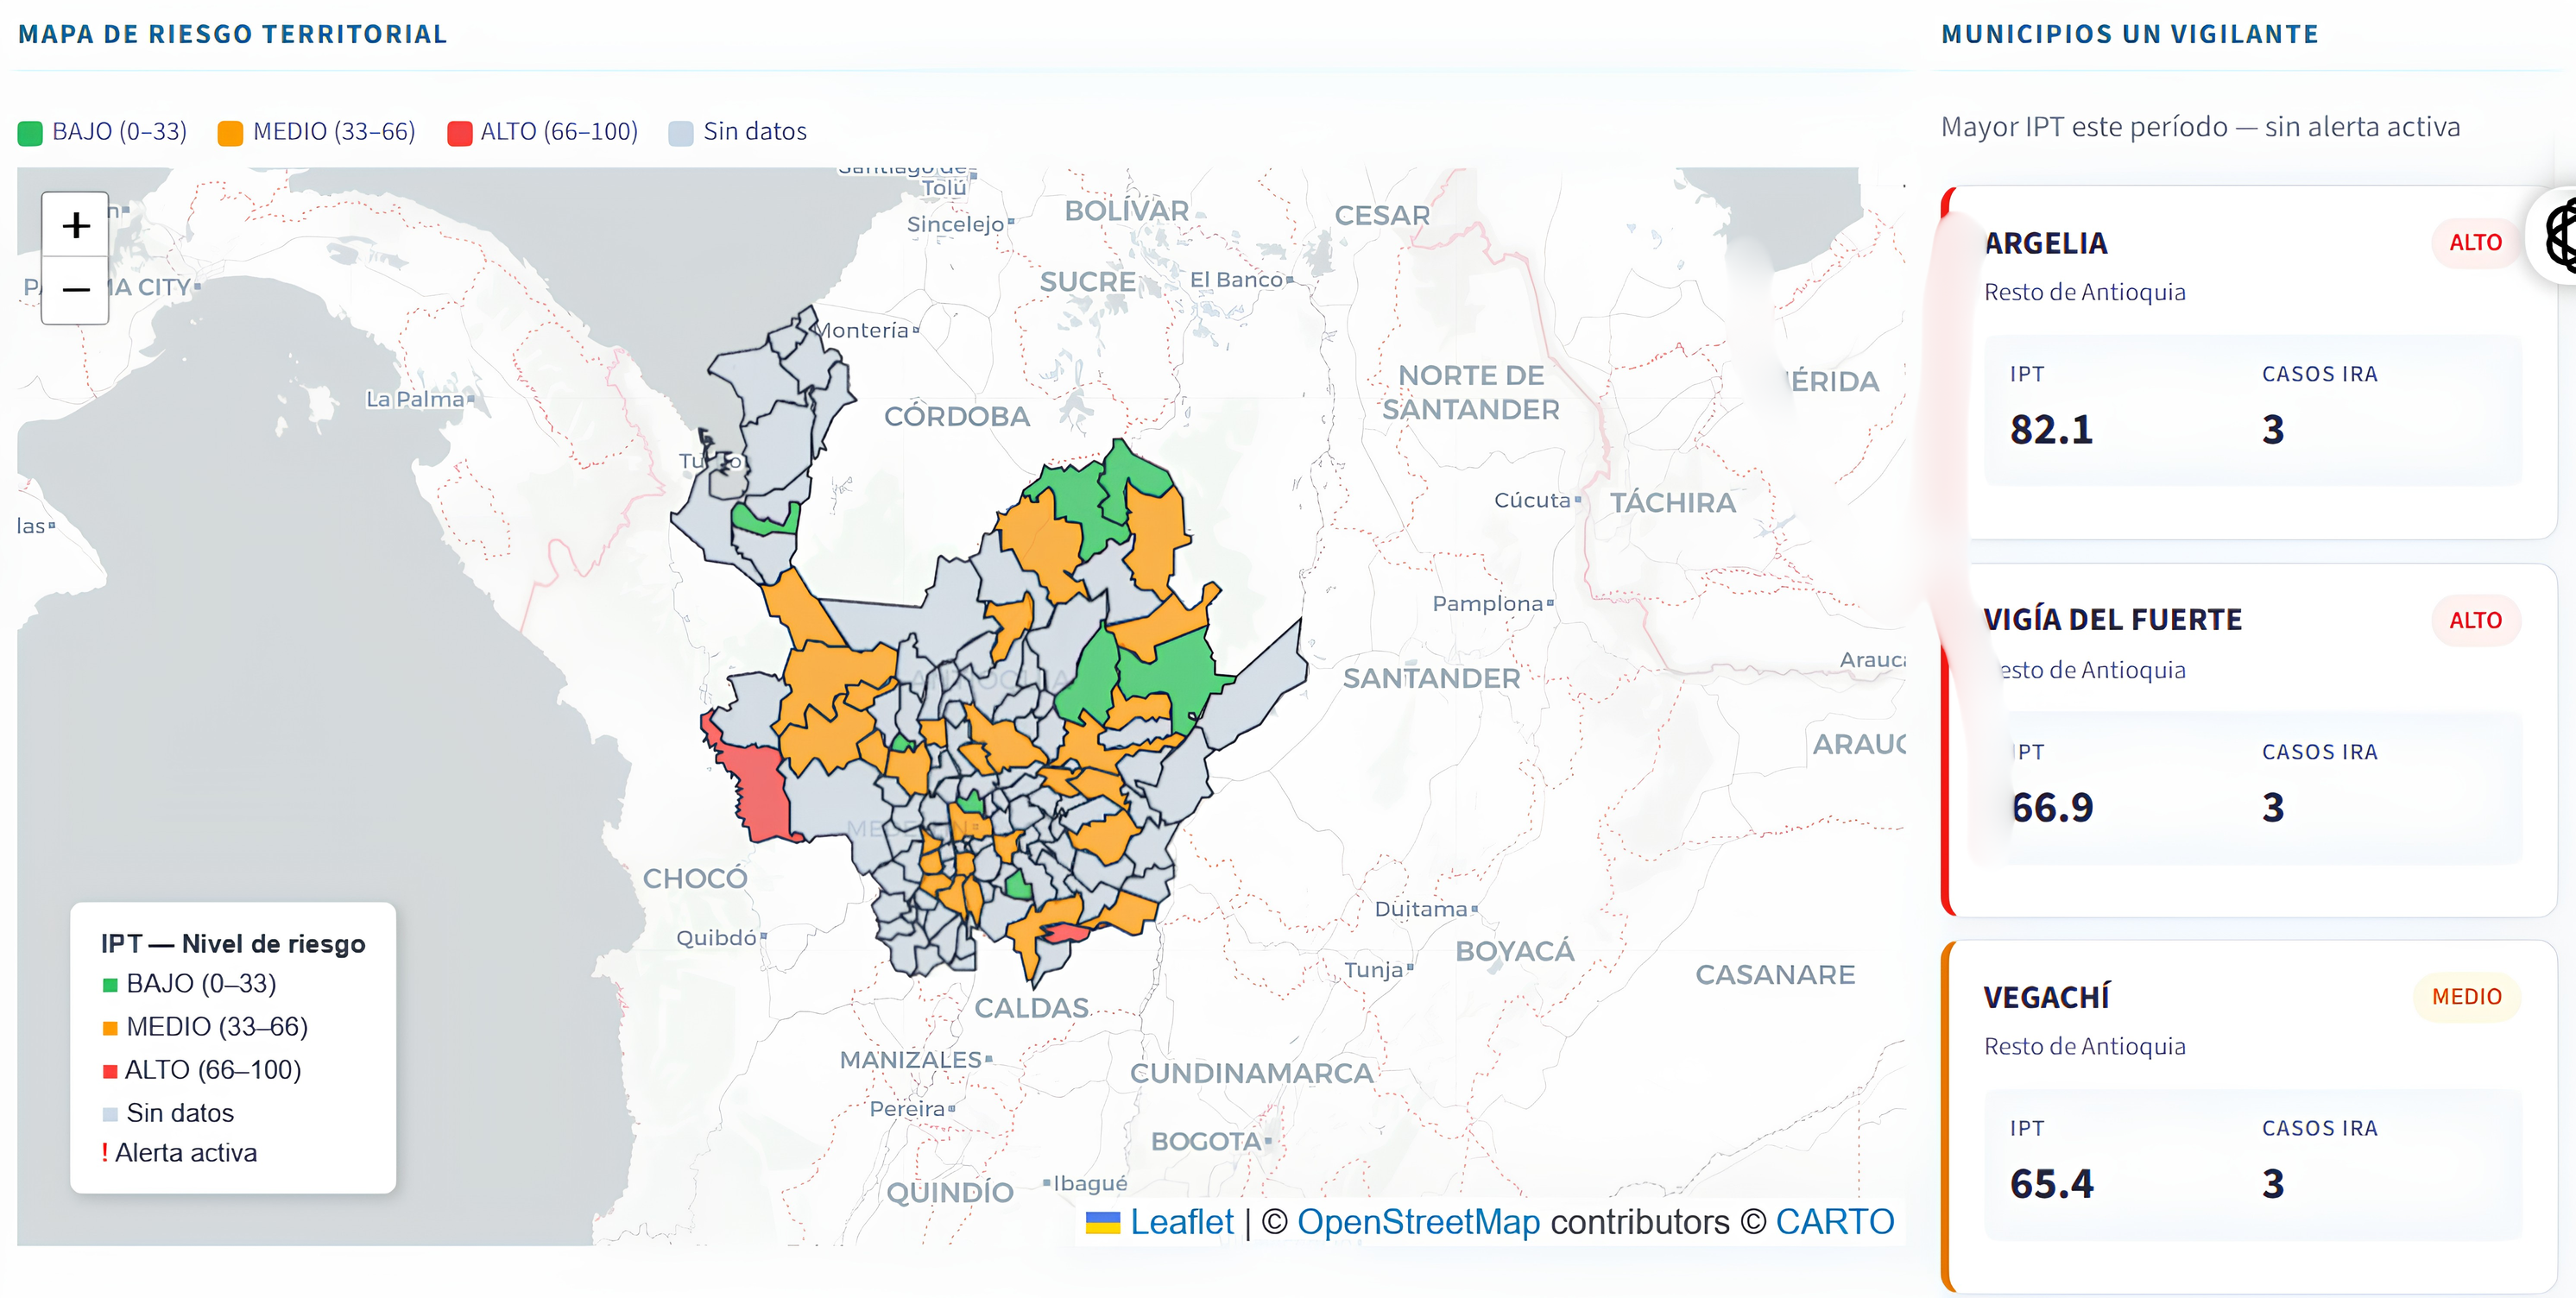 MAPA DE RIESGO TERRITORIAL
BAJO (0–33) MEDIO (33–66) ALTO (66–100) Sin datos
+
−
Tolú
Sincelejo
BOLÍVAR
CESAR
SUCRE
El Banco
Montería
La Palma
CÓRDOBA
NORTE DE
SANTANDER
Cúcuta
TÁCHIRA
Pamplona
ANTIOQUIA
SANTANDER
CHOCÓ
Quibdó
Duitama
BOYACÁ
Tunja
CASANARE
CALDAS
MANIZALES
CUNDINAMARCA
Pereira
BOGOTA
QUINDÍO
Ibagué
IPT — Nivel de riesgo
BAJO (0–33)
MEDIO (33–66)
ALTO (66–100)
Sin datos
! Alerta activa
Leaflet | © OpenStreetMap contributors © CARTO
MUNICIPIOS UN VIGILANTE
Mayor IPT este período — sin alerta activa
ARGELIA ALTO
Resto de Antioquia
IPT CASOS IRA
82.1 3
VIGÍA DEL FUERTE ALTO
esto de Antioquia
IPT CASOS IRA
66.9 3
VEGACHÍ MEDIO
Resto de Antioquia
IPT CASOS IRA
65.4 3